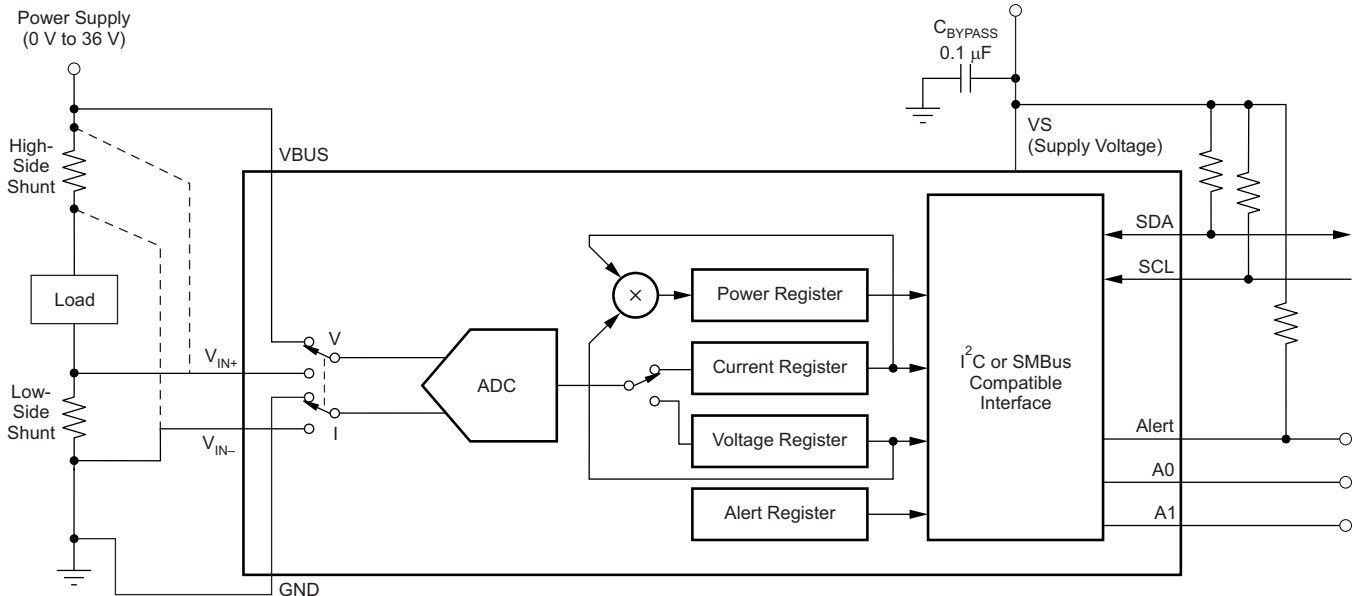 Power Supply
(0 V to 36 V)
C_BYPASS
0.1 μF
VS
(Supply Voltage)
High-
Side
Shunt
VBUS
SDA
SCL
Load
×
Power Register
V
V_IN+
ADC
Current Register
I²C or SMBus
Compatible
Interface
Low-
Side
Shunt
V_IN–
I
Voltage Register
Alert
A0
Alert Register
A1
GND